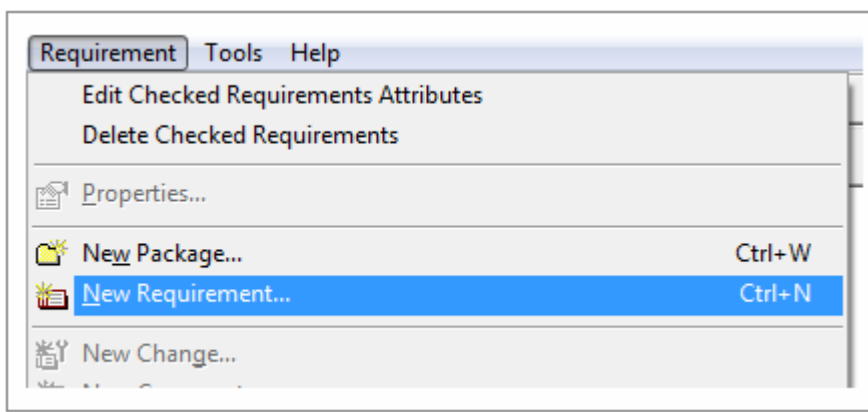 Requirement Tools Help
Edit Checked Requirements Attributes
Delete Checked Requirements
Properties...
New Package... Ctrl+W
New Requirement... Ctrl+N
New Change...